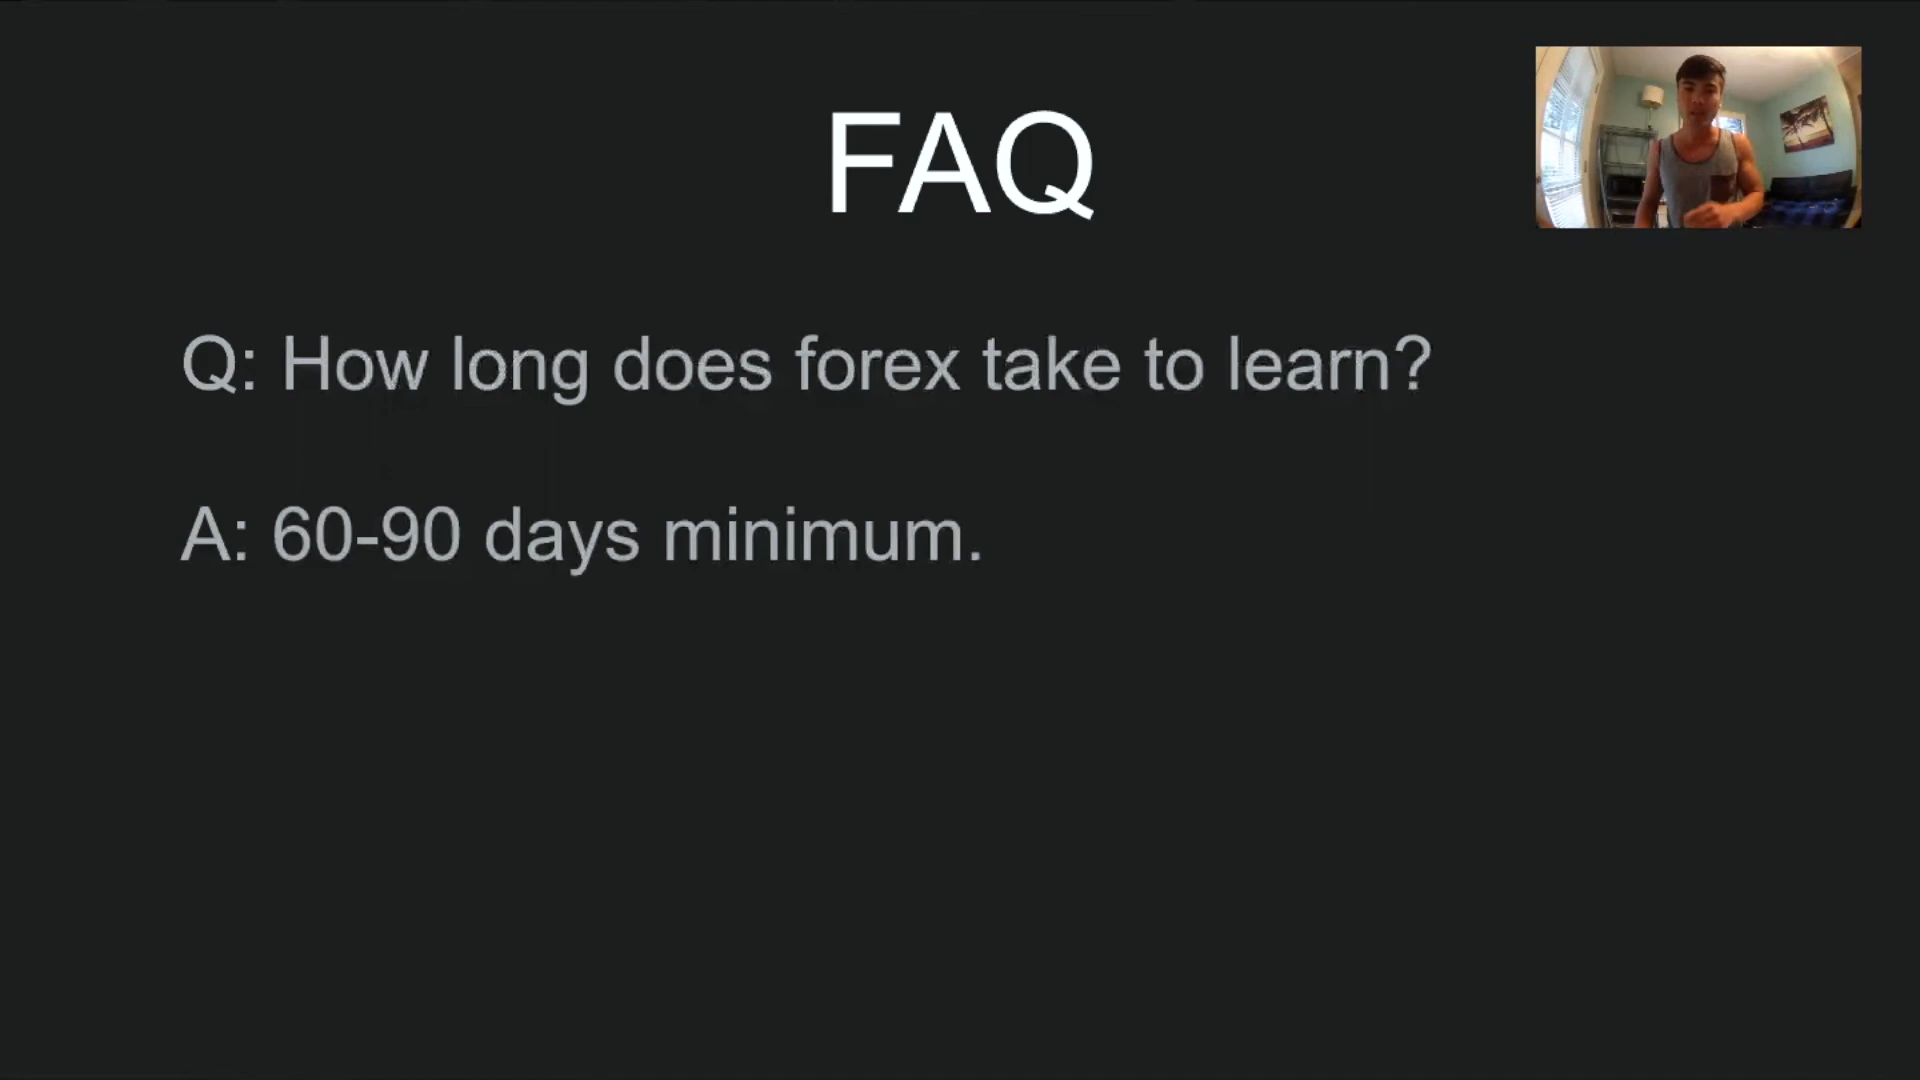 FAQ
Q: How long does forex take to learn?
A: 60-90 days minimum.